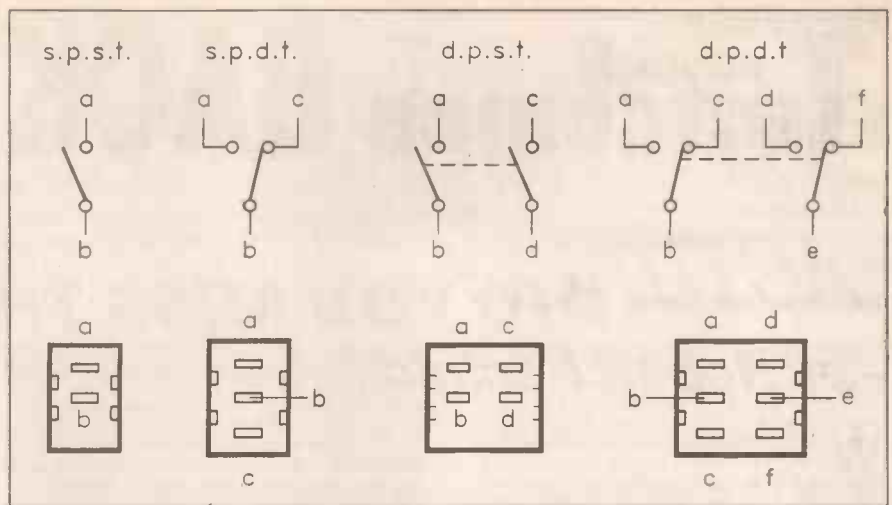 s.p.s.t. s.p.d.t. d.p.s.t. d.p.d.t
a a c a c a c d f
b b b d b e
a a a c a d
b b b d b e
c c f